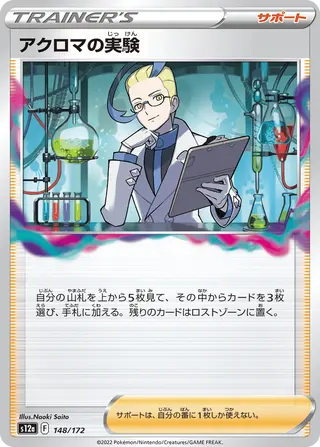 TRAINER'S サポート
アクロマの実験
自分の山札を上から5枚見て、その中からカードを3枚
選び、手札に加える。残りのカードはロストゾーンに置く。
Illus.Naoki Saito
s12a F 148/172
サポートは、自分の番に1枚しか使えない。
©2022 Pokémon/Nintendo/Creatures/GAME FREAK.